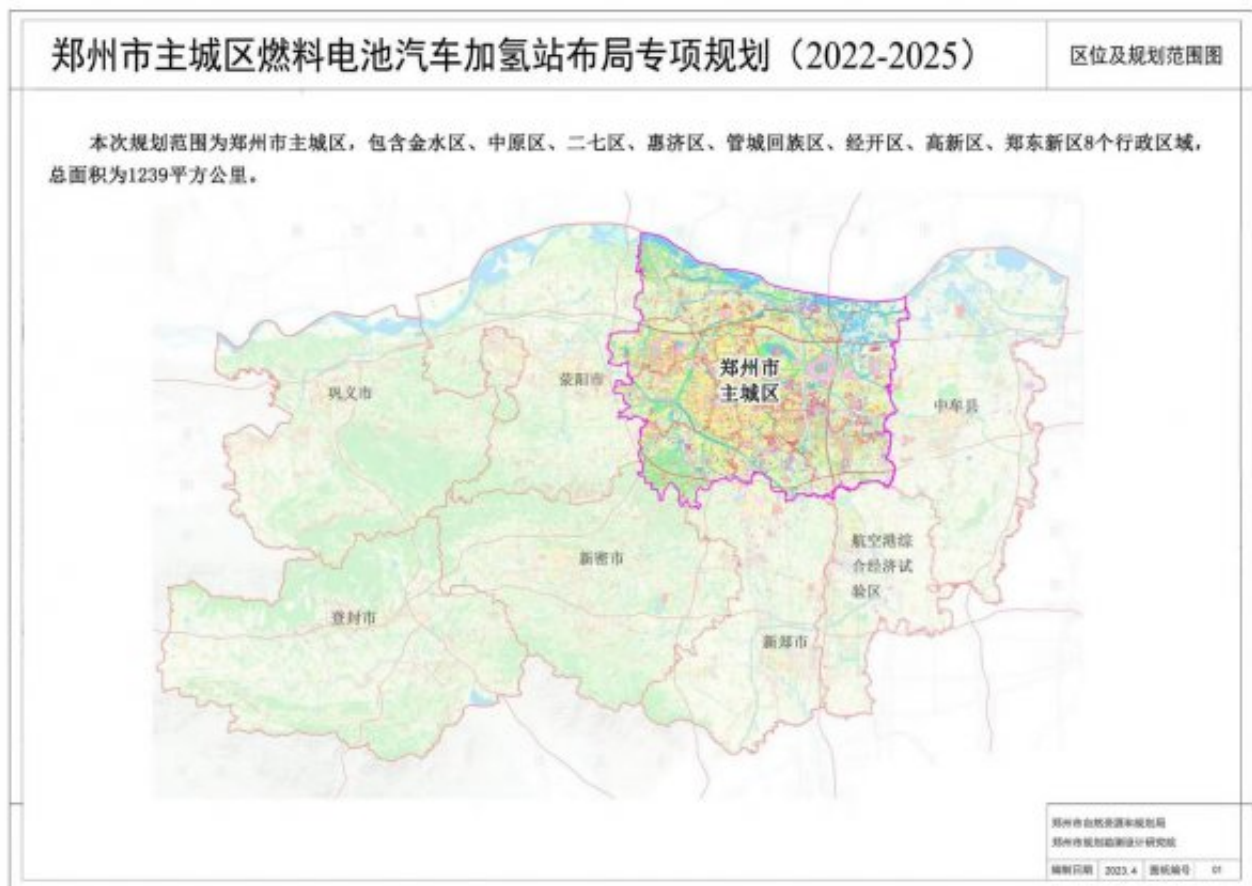 郑州市主城区燃料电池汽车加氢站布局专项规划（2022-2025）
区位及规划范围图
本次规划范围为郑州市主城区，包含金水区、中原区、二七区、惠济区、管城回族区、经开区、高新区、郑东新区8个行政区域，
总面积为1239平方公里。
郑州市
主城区
巩义市
荥阳市
中牟县
航空港综
合经济试
验区
新密市
登封市
新郑市
郑州市自然资源和规划局
郑州市规划勘测设计研究院
编制日期 2023.4 图纸编号 01